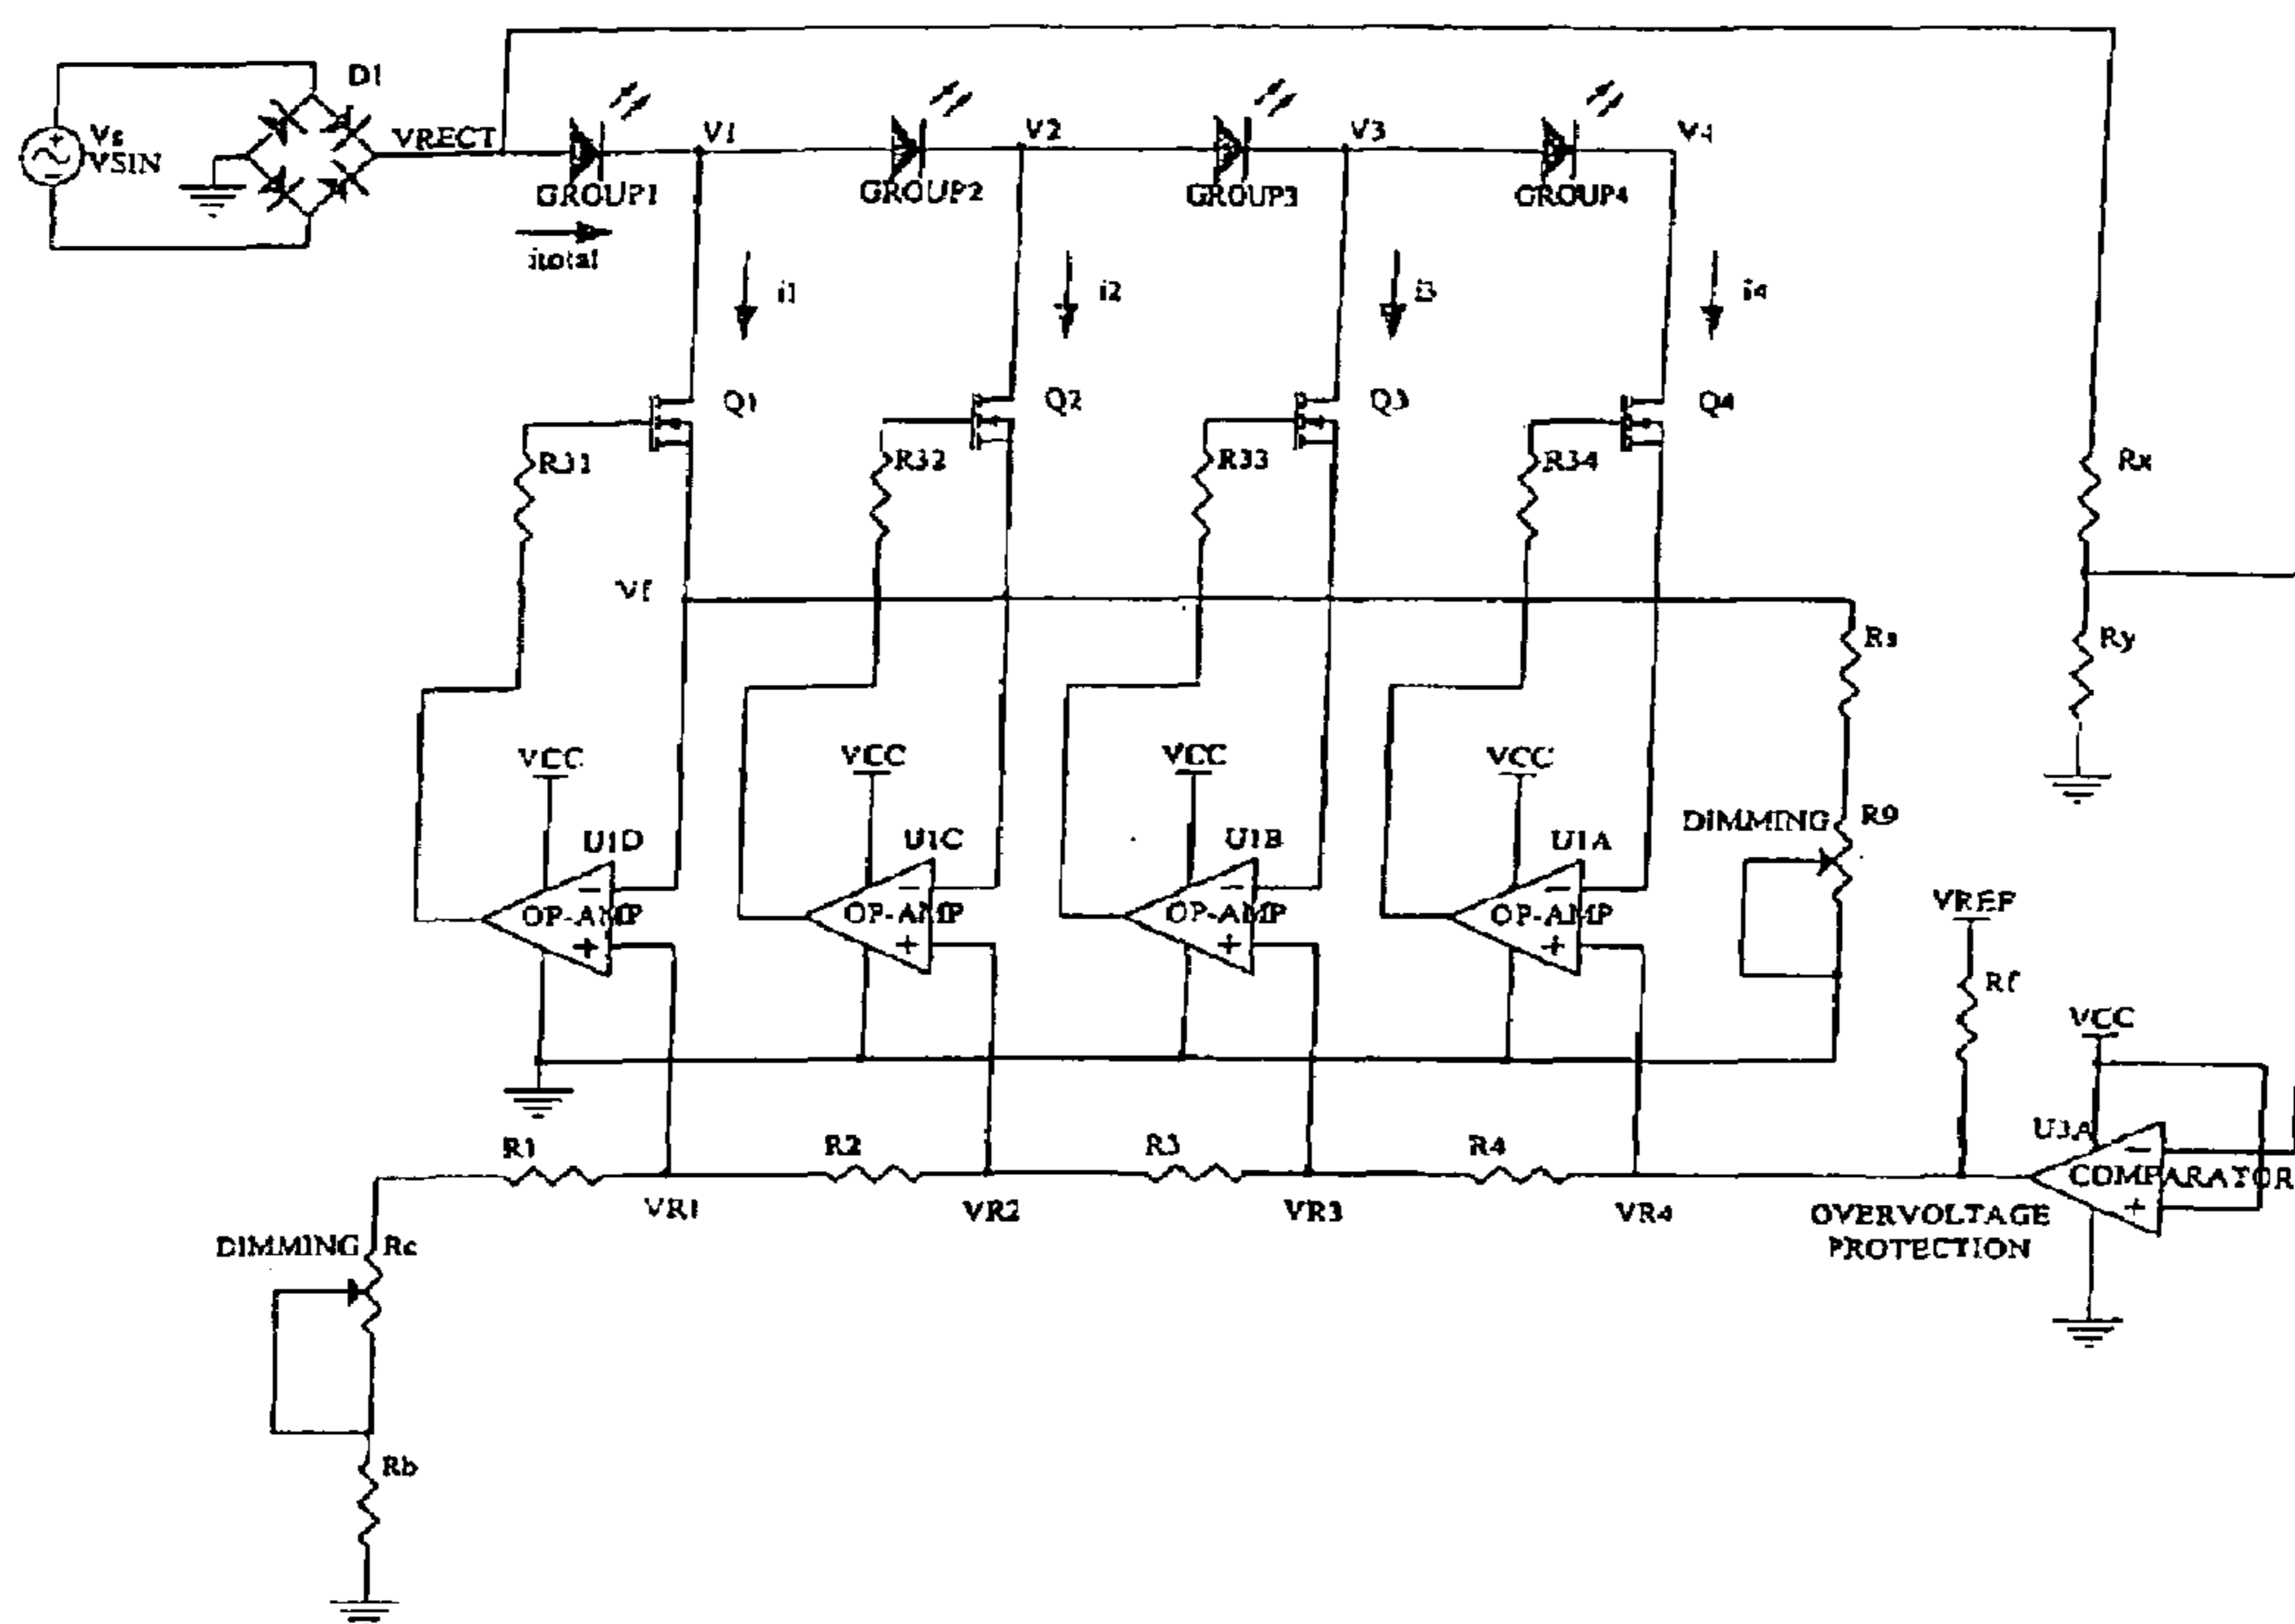 D1
Vs
VSIN
VRECT
V1
V2
V3
V4
GROUP1
GROUP2
GROUP3
GROUP4
itotal
i1
i2
i3
i4
Q1
Q2
Q3
Q4
R31
R32
R33
R34
Rx
Vf
Rs
Ry
VCC
VCC
VCC
VCC
DIMMING
R9
U1D
U1C
U1B
U1A
OP-AMP
OP-AMP
OP-AMP
OP-AMP
VREF
Rf
VCC
U3A
COMPARATOR
R1
R2
R3
R4
VR1
VR2
VR3
VR4
OVERVOLTAGE
PROTECTION
DIMMING
Rc
Rb